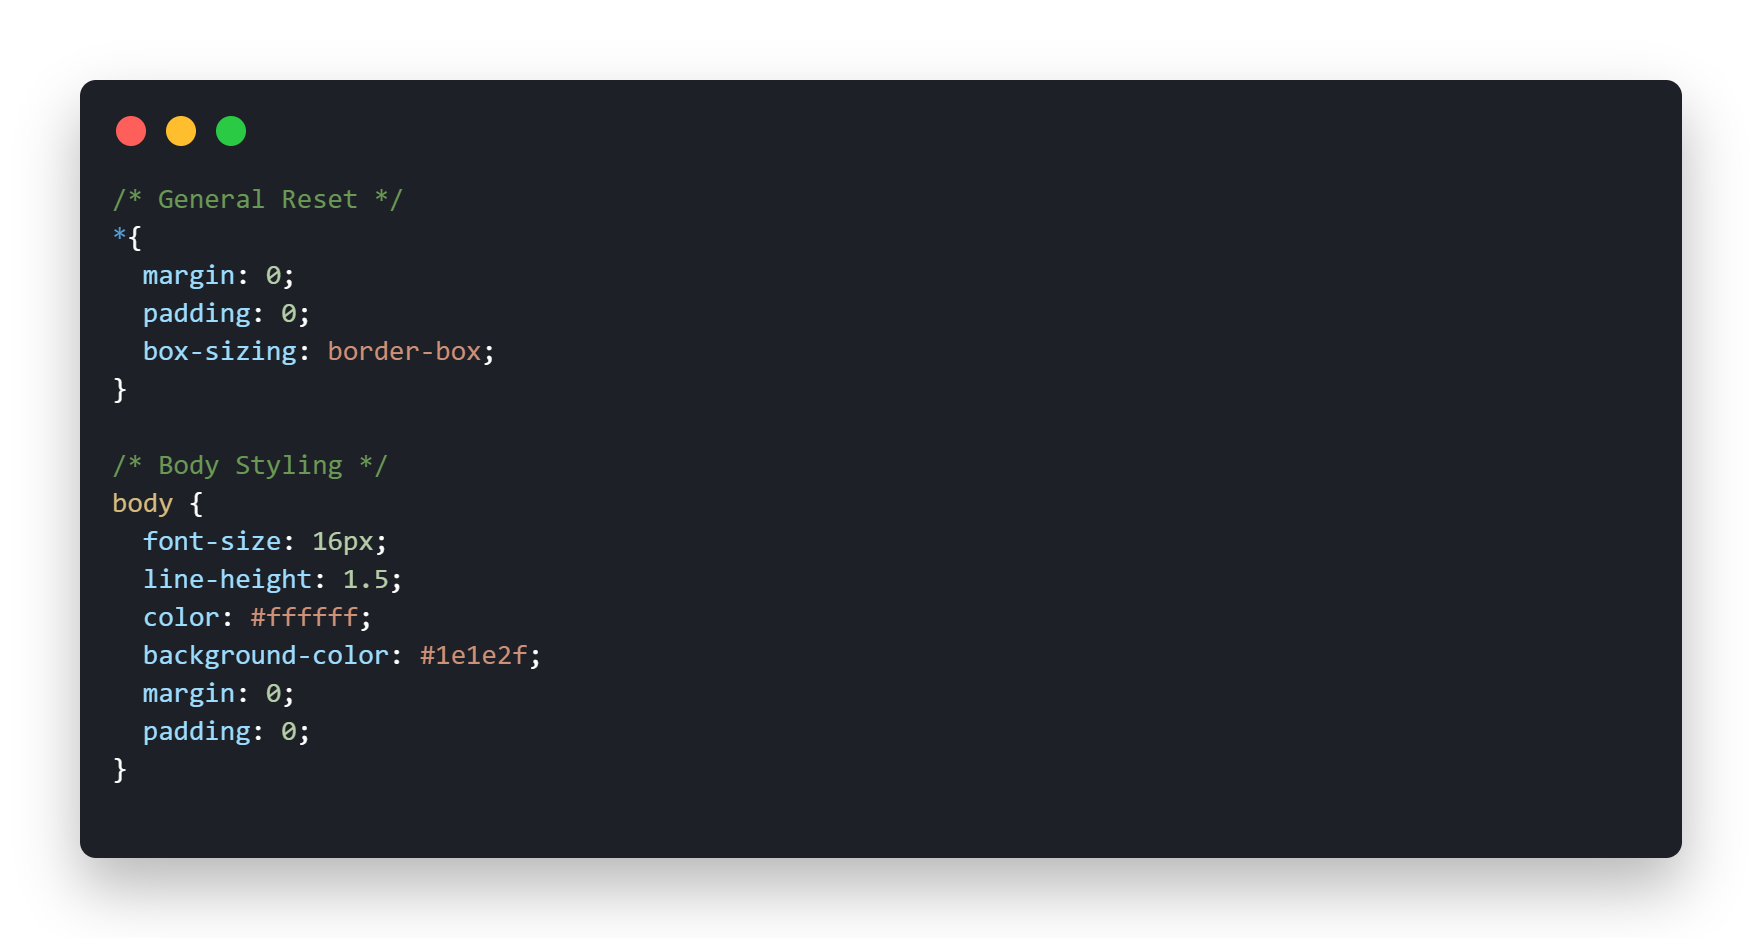 /* General Reset */
*{
  margin: 0;
  padding: 0;
  box-sizing: border-box;
}

/* Body Styling */
body {
  font-size: 16px;
  line-height: 1.5;
  color: #ffffff;
  background-color: #1e1e2f;
  margin: 0;
  padding: 0;
}